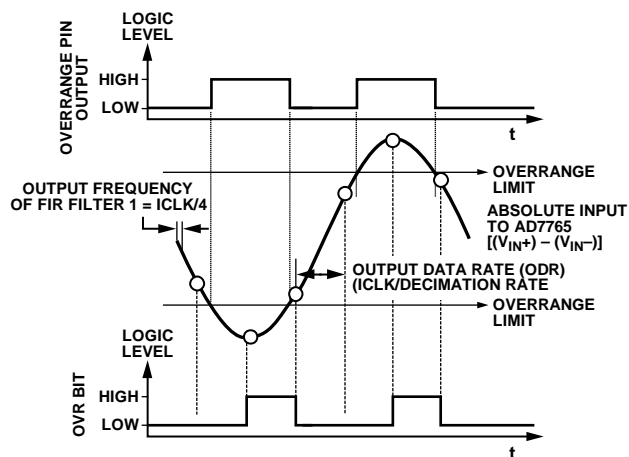 LOGIC
LEVEL
OVERRANGE PIN
OUTPUT
HIGH
LOW
t
OVERRANGE
LIMIT
OUTPUT FREQUENCY
OF FIR FILTER 1 = ICLK/4
ABSOLUTE INPUT
TO AD7765
[(VIN+) – (VIN–)]
OUTPUT DATA RATE (ODR)
(ICLK/DECIMATION RATE
OVERRANGE
LIMIT
LOGIC
LEVEL
OVR BIT
HIGH
LOW
t